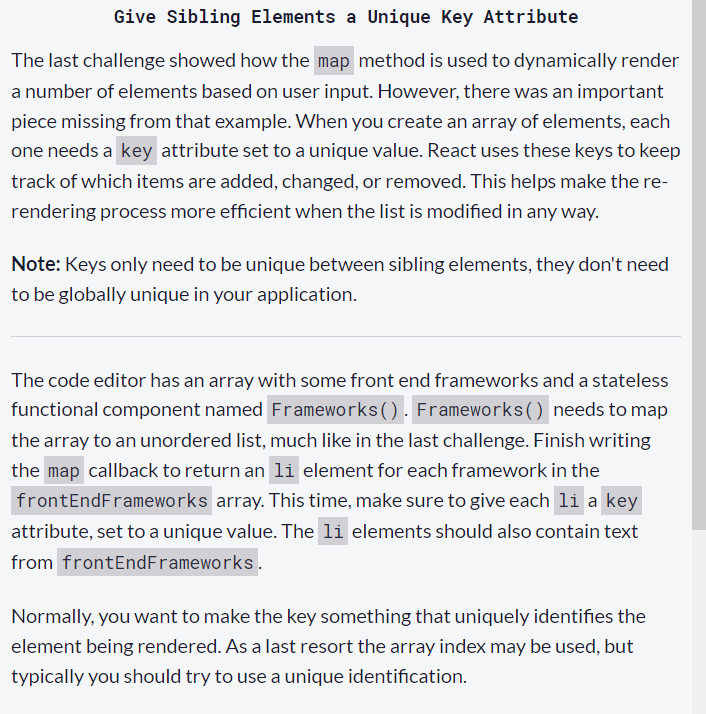 Give Sibling Elements a Unique Key Attribute
The last challenge showed how the map method is used to dynamically render
a number of elements based on user input. However, there was an important
piece missing from that example. When you create an array of elements, each
one needs a key attribute set to a unique value. React uses these keys to keep
track of which items are added, changed, or removed. This helps make the re-
rendering process more efficient when the list is modified in any way.
Note: Keys only need to be unique between sibling elements, they don't need
to be globally unique in your application.
The code editor has an array with some front end frameworks and a stateless
functional component named Frameworks(). Frameworks() needs to map
the array to an unordered list, much like in the last challenge. Finish writing
the map callback to return an li element for each framework in the
frontEndFrameworks array. This time, make sure to give each li a key
attribute, set to a unique value. The li elements should also contain text
from frontEndFrameworks.
Normally, you want to make the key something that uniquely identifies the
element being rendered. As a last resort the array index may be used, but
typically you should try to use a unique identification.